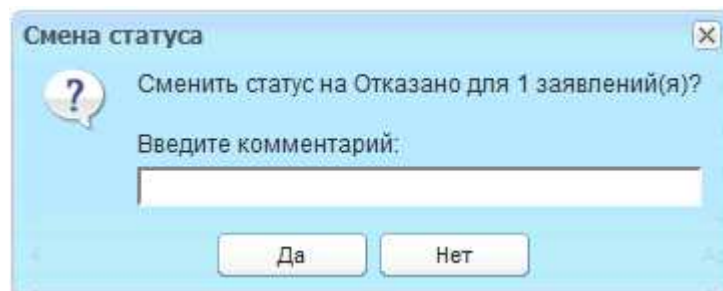 Смена статуса
Сменить статус на Отказано для 1 заявлений(я)?
Введите комментарий:
Да Нет